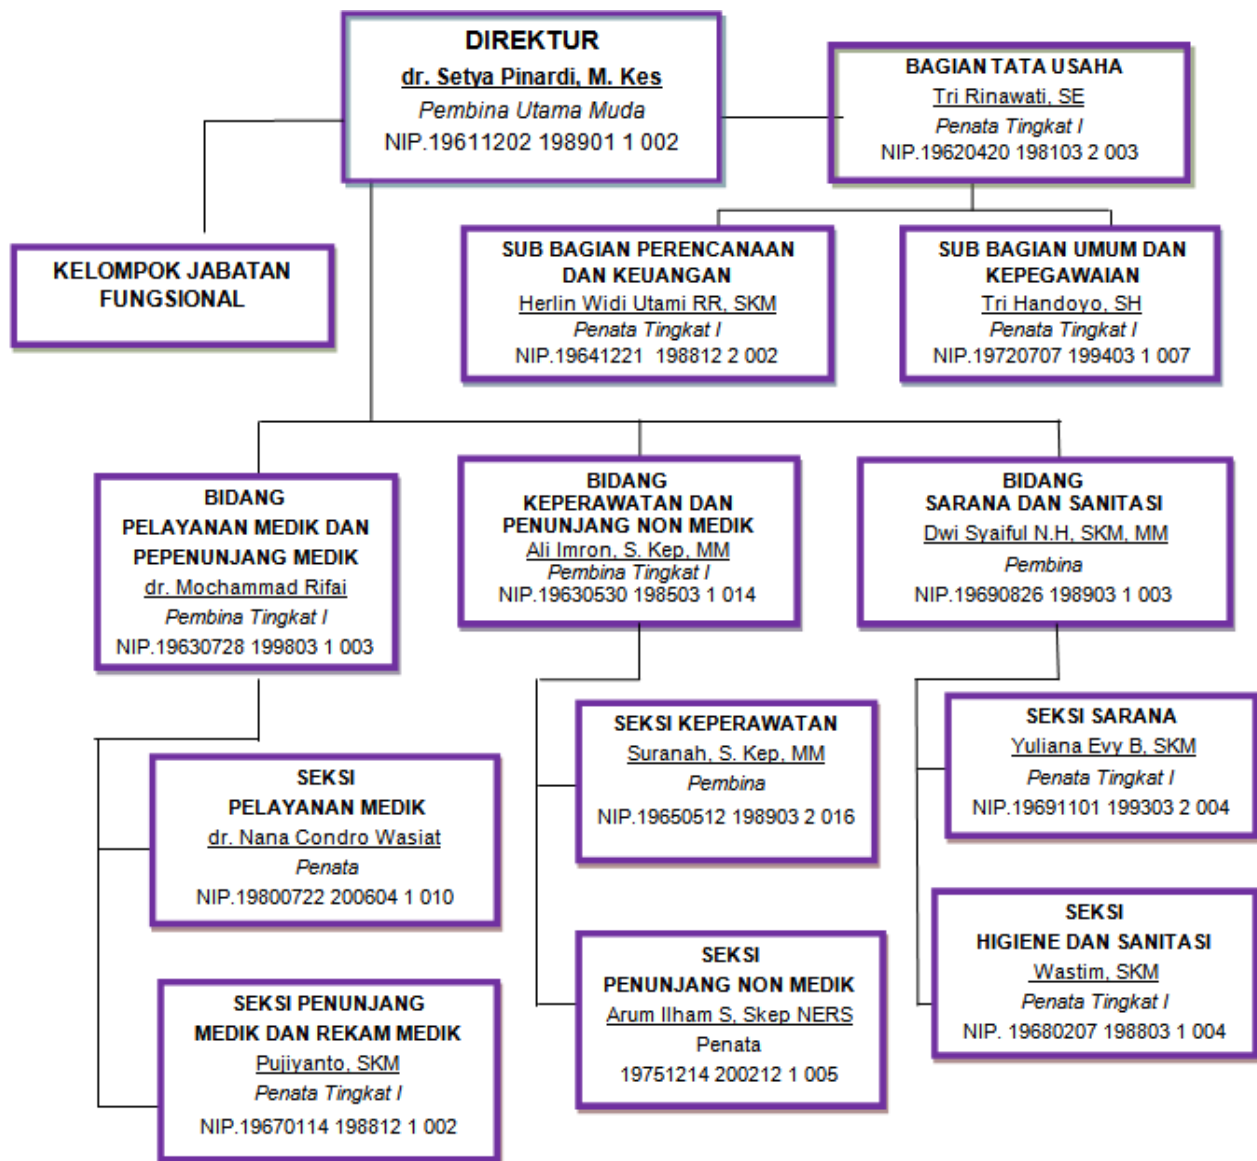 DIREKTUR
dr. Setya Pinardi, M. Kes
Pembina Utama Muda
NIP.19611202 198901 1 002
BAGIAN TATA USAHA
Tri Rinawati, SE
Penata Tingkat I
NIP.19620420 198103 2 003
KELOMPOK JABATAN
FUNGSIONAL
SUB BAGIAN PERENCANAAN
DAN KEUANGAN
Herlin Widi Utami RR, SKM
Penata Tingkat I
NIP.19641221 198812 2 002
SUB BAGIAN UMUM DAN
KEPEGAWAIAN
Tri Handoyo, SH
Penata Tingkat I
NIP.19720707 199403 1 007
BIDANG
PELAYANAN MEDIK DAN
PEPENUNJANG MEDIK
dr. Mochammad Rifai
Pembina Tingkat I
NIP.19630728 199803 1 003
BIDANG
KEPERAWATAN DAN
PENUNJANG NON MEDIK
Ali Imron, S. Kep, MM
Pembina Tingkat I
NIP.19630530 198503 1 014
BIDANG
SARANA DAN SANITASI
Dwi Syaiful N.H, SKM, MM
Pembina
NIP.19690826 198903 1 003
SEKSI
PELAYANAN MEDIK
dr. Nana Condro Wasiat
Penata
NIP.19800722 200604 1 010
SEKSI PENUNJANG
MEDIK DAN REKAM MEDIK
Pujiyanto, SKM
Penata Tingkat I
NIP.19670114 198812 1 002
SEKSI KEPERAWATAN
Suranah, S. Kep, MM
Pembina
NIP.19650512 198903 2 016
SEKSI
PENUNJANG NON MEDIK
Arum Ilham S, Skep NERS
Penata
19751214 200212 1 005
SEKSI SARANA
Yuliana Evy B, SKM
Penata Tingkat I
NIP.19691101 199303 2 004
SEKSI
HIGIENE DAN SANITASI
Wastim, SKM
Penata Tingkat I
NIP. 19680207 198803 1 004